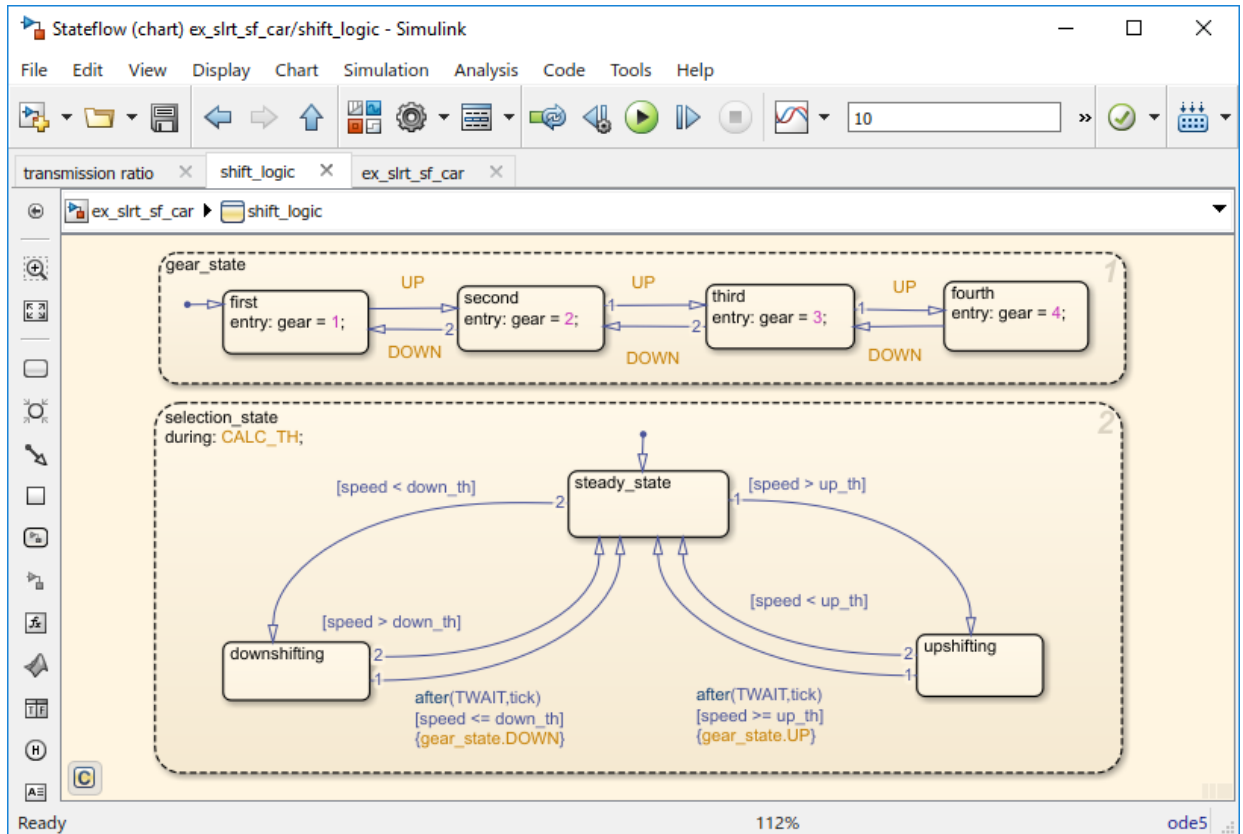 Stateflow (chart) ex_slrt_sf_car/shift_logic - Simulink
File Edit View Display Chart Simulation Analysis Code Tools Help
10 »
transmission ratio shift_logic ex_slrt_sf_car
ex_slrt_sf_car shift_logic
gear_state 1
first
entry: gear = 1;
UP
DOWN
2
second
entry: gear = 2;
1
UP
2
DOWN
third
entry: gear = 3;
1
UP
DOWN
fourth
entry: gear = 4;
selection_state 2
during: CALC_TH;
steady_state
[speed < down_th]
2
[speed > up_th]
1
[speed > down_th]
[speed < up_th]
downshifting
2
1
upshifting
2
1
after(TWAIT,tick)
[speed <= down_th]
{gear_state.DOWN}
after(TWAIT,tick)
[speed >= up_th]
{gear_state.UP}
fx
T F
H
A
C
Ready 112% ode5